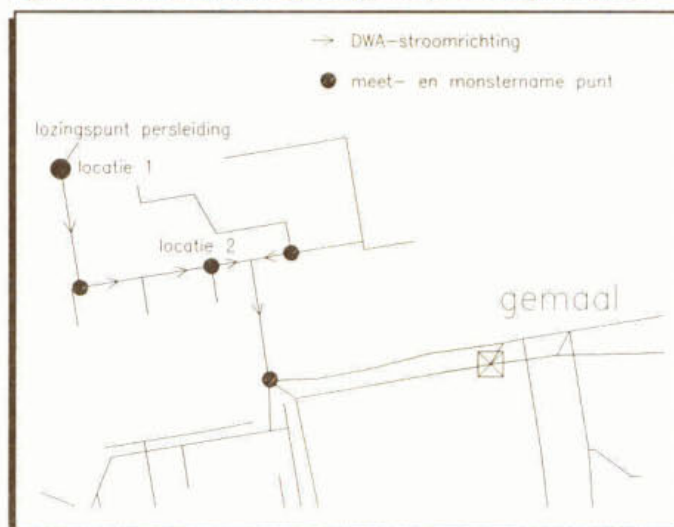 DWA-stroomrichting
meet- en monstername punt
lozingspunt persleiding
locatie 1
locatie 2
gemaal